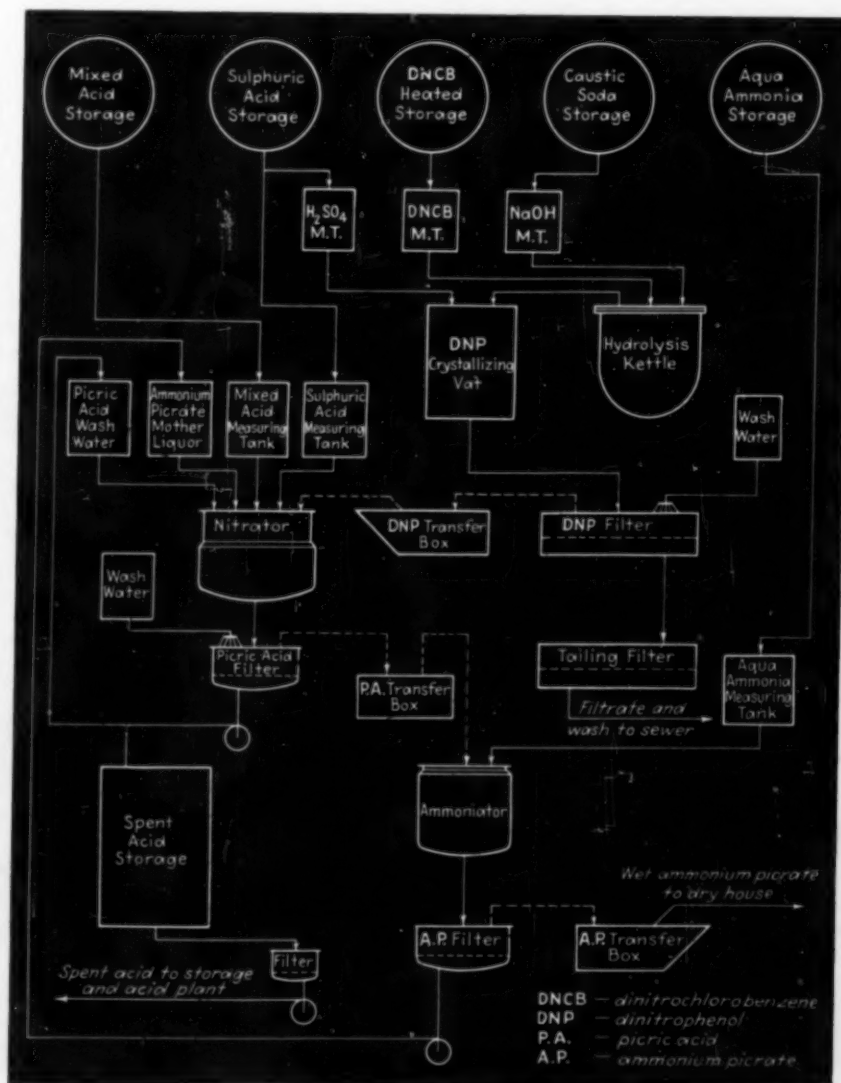 Mixed
Acid
Storage
Sulphuric
Acid
Storage
DNCB
Heated
Storage
Caustic
Soda
Storage
Aqua
Ammonia
Storage
H2SO4
M.T.
DNCB
M.T.
NaOH
M.T.
DNP
Crystallizing
Vat
Hydrolysis
Kettle
Picric
Acid
Wash
Water
Ammonium
Picrate
Mother
Liquor
Mixed
Acid
Measuring
Tank
Sulphuric
Acid
Measuring
Tank
Wash
Water
Nitrator
DNP Transfer
Box
DNP Filter
Wash
Water
Picric Acid
Filter
P.A. Transfer
Box
Tailing Filter
Aqua
Ammonia
Measuring
Tank
Filtrate and
wash to sewer
Spent
Acid
Storage
Ammoniator
Wet ammonium picrate
to dry house
A.P. Filter
A.P. Transfer
Box
Filter
Spent acid to storage
and acid plant
DNCB — dinitrochlorobenzene
DNP — dinitrophenol
P.A. — picric acid
A.P. — ammonium picrate